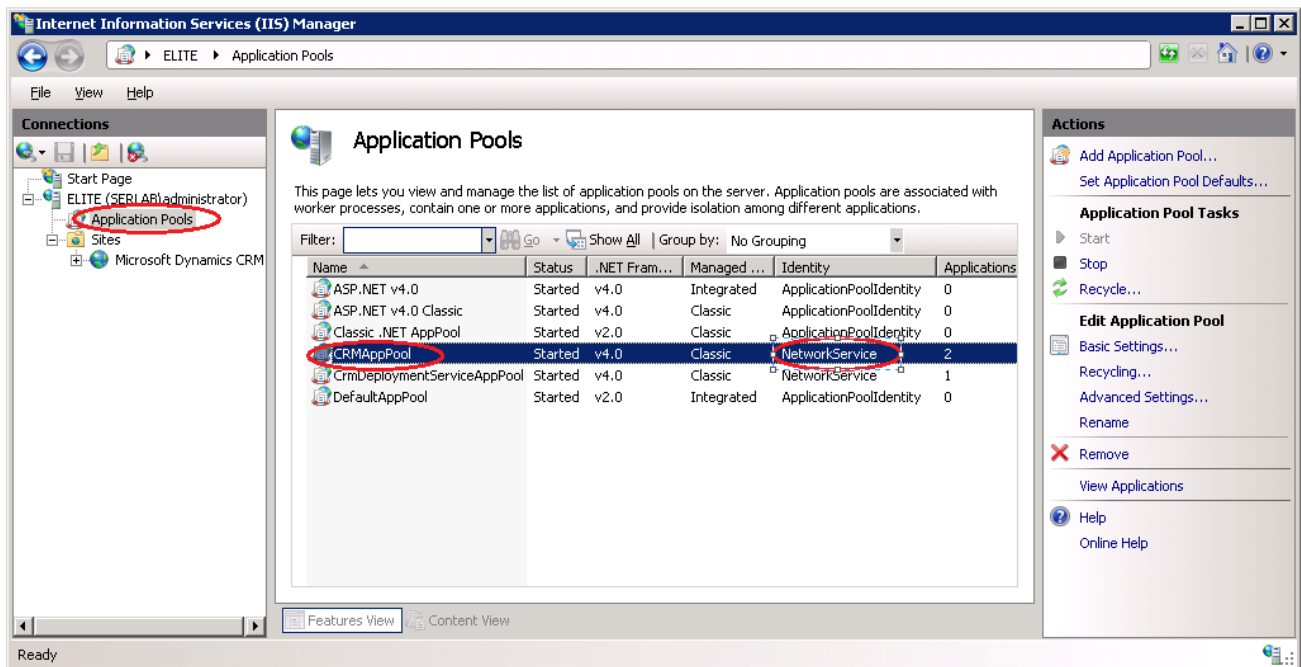 Internet Information Services (IIS) Manager
ELITE Application Pools
File View Help
Connections
Start Page
ELITE (SERLAB\administrator)
Application Pools
Sites
Microsoft Dynamics CRM
Application Pools
This page lets you view and manage the list of application pools on the server. Application pools are associated with
worker processes, contain one or more applications, and provide isolation among different applications.
Filter: Go Show All Group by: No Grouping
Name Status .NET Fram... Managed ... Identity Applications
ASP.NET v4.0 Started v4.0 Integrated ApplicationPoolIdentity 0
ASP.NET v4.0 Classic Started v4.0 Classic ApplicationPoolIdentity 0
Classic .NET AppPool Started v2.0 Classic ApplicationPoolIdentity 0
CRMAppPool Started v4.0 Classic NetworkService 2
CrmDeploymentServiceAppPool Started v4.0 Classic NetworkService 1
DefaultAppPool Started v2.0 Integrated ApplicationPoolIdentity 0
Features View Content View
Actions
Add Application Pool...
Set Application Pool Defaults...
Application Pool Tasks
Start
Stop
Recycle...
Edit Application Pool
Basic Settings...
Recycling...
Advanced Settings...
Rename
Remove
View Applications
Help
Online Help
Ready